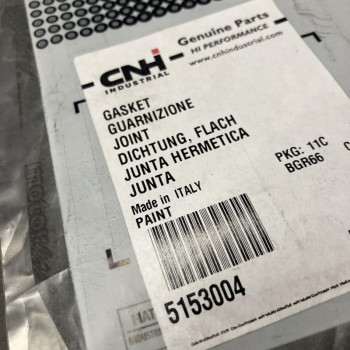 CNH
INDUSTRIAL
Genuine Parts
HI PERFORMANCE
www.cnhindustrial.com
GASKET
GUARNIZIONE
JOINT
DICHTUNG, FLACH
JUNTA HERMETICA
JUNTA
Made in ITALY
PAINT
PKG: 11C
BGR66
5153004